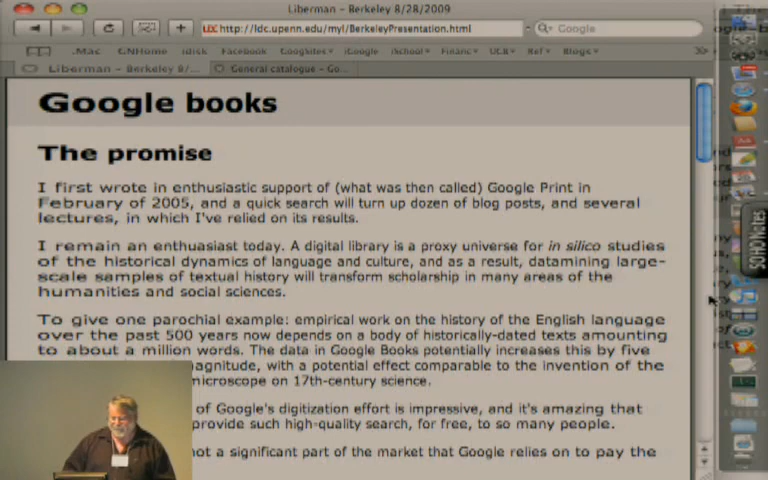 Liberman - Berkeley 8/28/2009
http://ldc.upenn.edu/myl/BerkeleyPresentation.html
Google
.Mac GNHome iDisk Facebook Googlites iGoogle iSchool Financ UCB Ref Blogs
Liberman - Berkeley 8/...
General catalogue - Go...
Google books
The promise
I first wrote in enthusiastic support of (what was then called) Google Print in
February of 2005, and a quick search will turn up dozen of blog posts, and several
lectures, in which I've relied on its results.
I remain an enthusiast today. A digital library is a proxy universe for in silico studies
of the historical dynamics of language and culture, and as a result, datamining large-
scale samples of textual history will transform scholarship in many areas of the
humanities and social sciences.
To give one parochial example: empirical work on the history of the English language
over the past 500 years now depends on a body of historically-dated texts amounting
to about a million words. The data in Google Books potentially increases this by five
magnitude, with a potential effect comparable to the invention of the
microscope on 17th-century science.
of Google's digitization effort is impressive, and it's amazing that
provide such high-quality search, for free, to so many people.
not a significant part of the market that Google relies on to pay the
SOHONotes